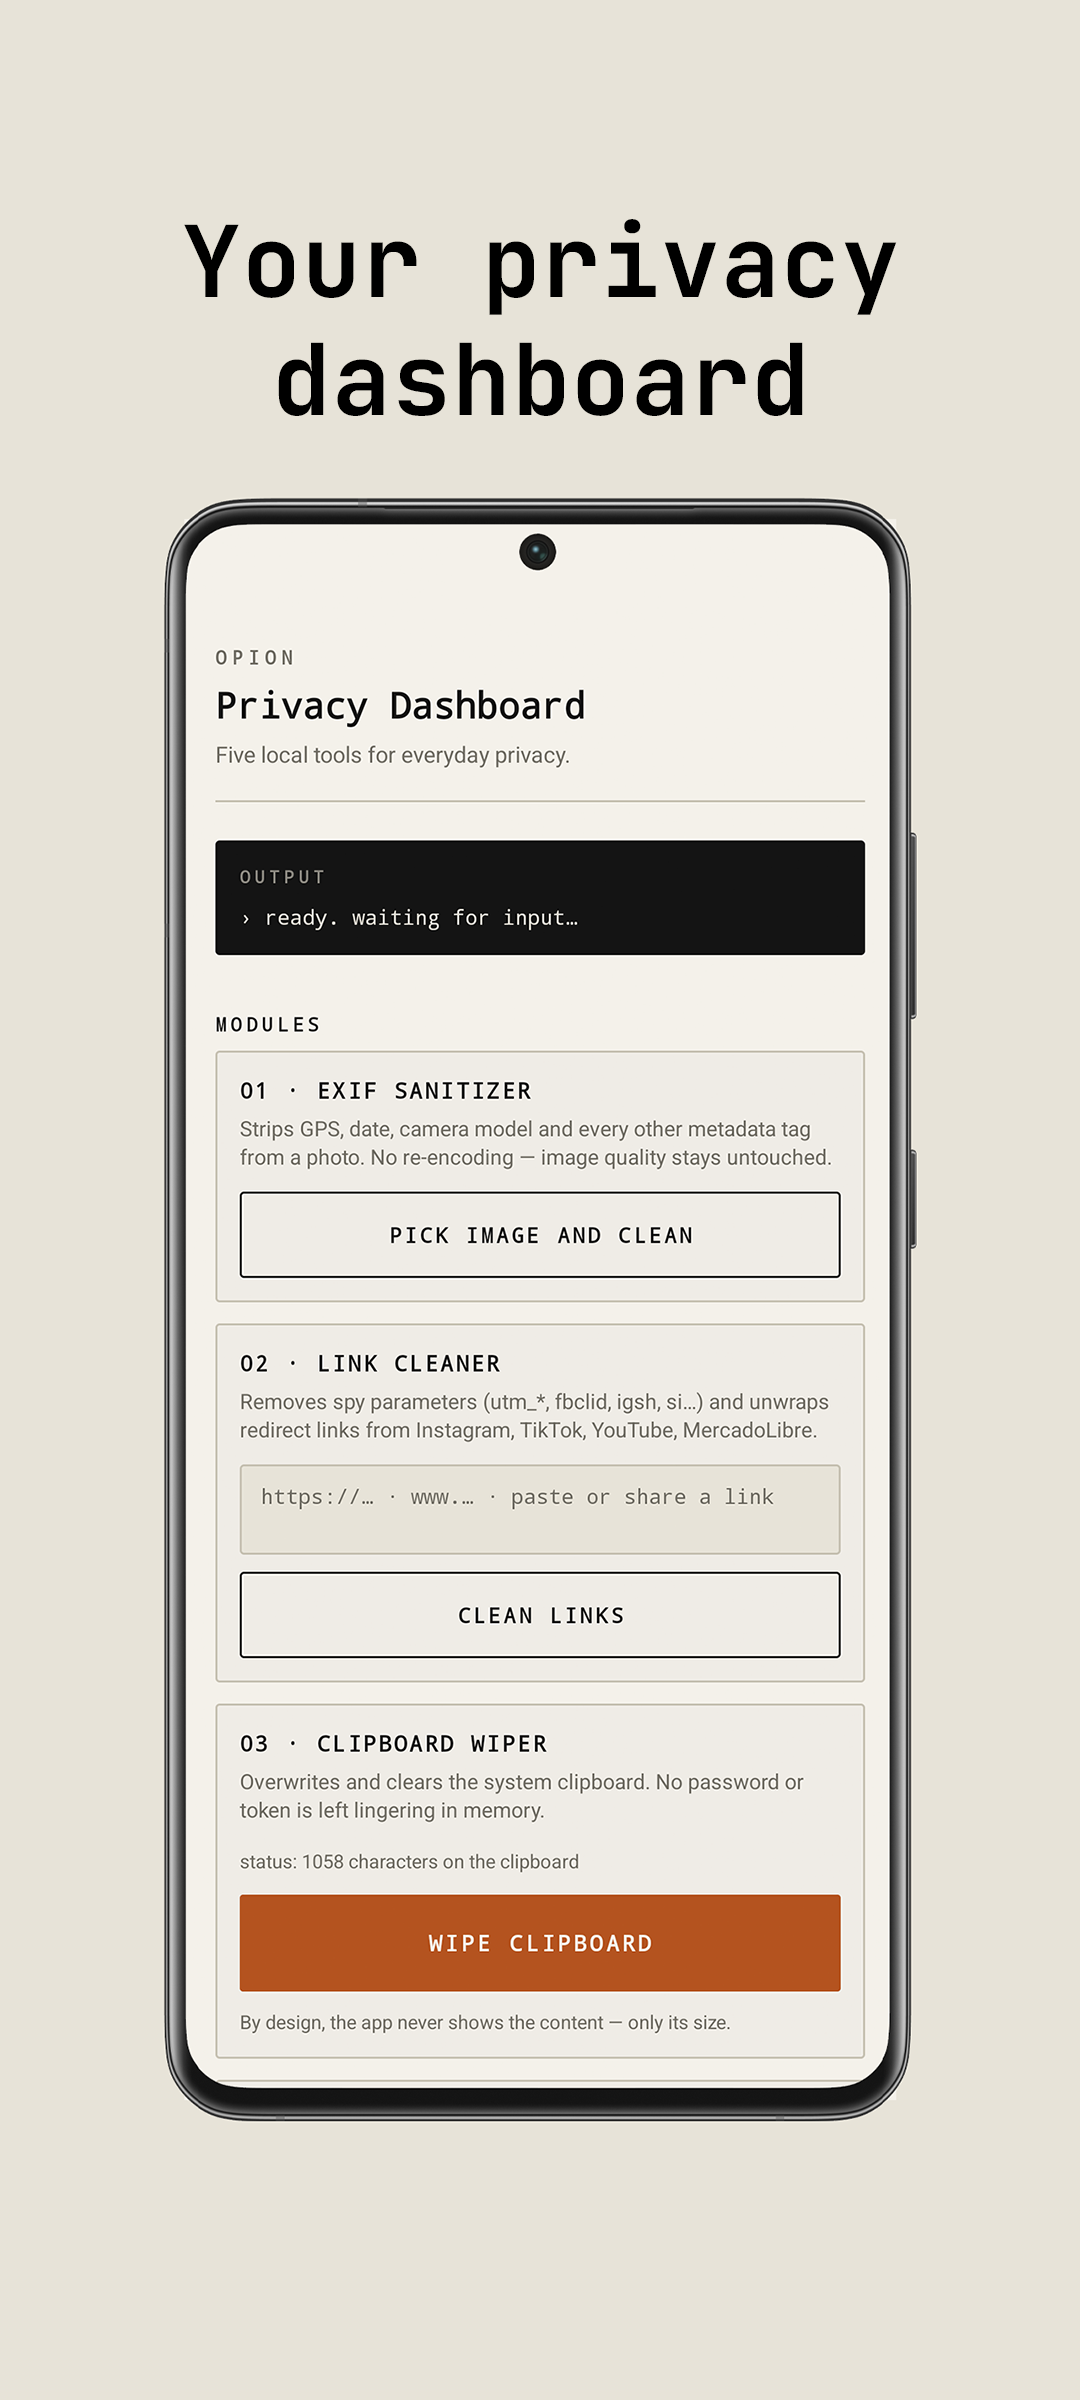 Your privacy
dashboard
OPION
Privacy Dashboard
Five local tools for everyday privacy.
OUTPUT
› ready. waiting for input…
MODULES
01 · EXIF SANITIZER
Strips GPS, date, camera model and every other metadata tag
from a photo. No re-encoding — image quality stays untouched.
PICK IMAGE AND CLEAN
02 · LINK CLEANER
Removes spy parameters (utm_*, fbclid, igsh, si…) and unwraps
redirect links from Instagram, TikTok, YouTube, MercadoLibre.
https://… · www.… · paste or share a link
CLEAN LINKS
03 · CLIPBOARD WIPER
Overwrites and clears the system clipboard. No password or
token is left lingering in memory.
status: 1058 characters on the clipboard
WIPE CLIPBOARD
By design, the app never shows the content — only its size.